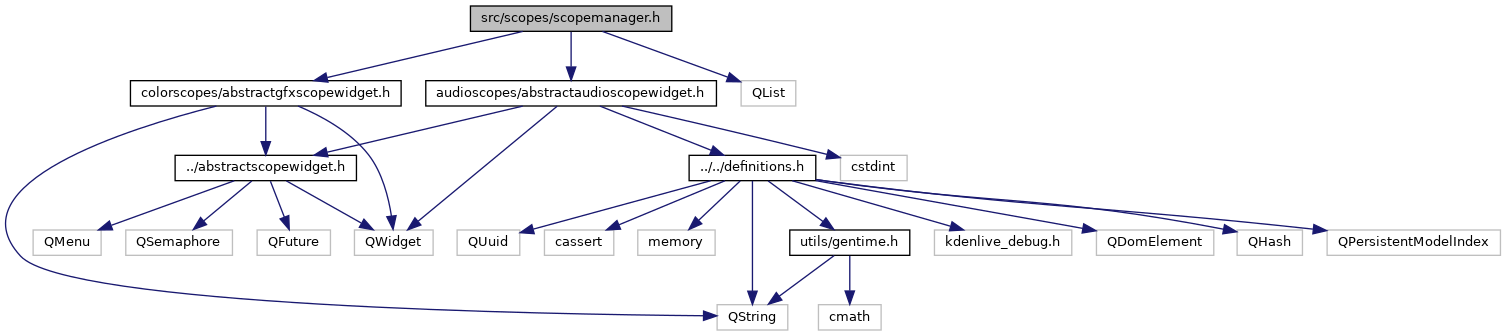 src/scopes/scopemanager.h
colorscopes/abstractgfxscopewidget.h
audioscopes/abstractaudioscopewidget.h
QList
../abstractscopewidget.h
../../definitions.h
cstdint
QMenu
QSemaphore
QFuture
QWidget
QUuid
cassert
memory
utils/gentime.h
kdenlive_debug.h
QDomElement
QHash
QPersistentModelIndex
QString
cmath